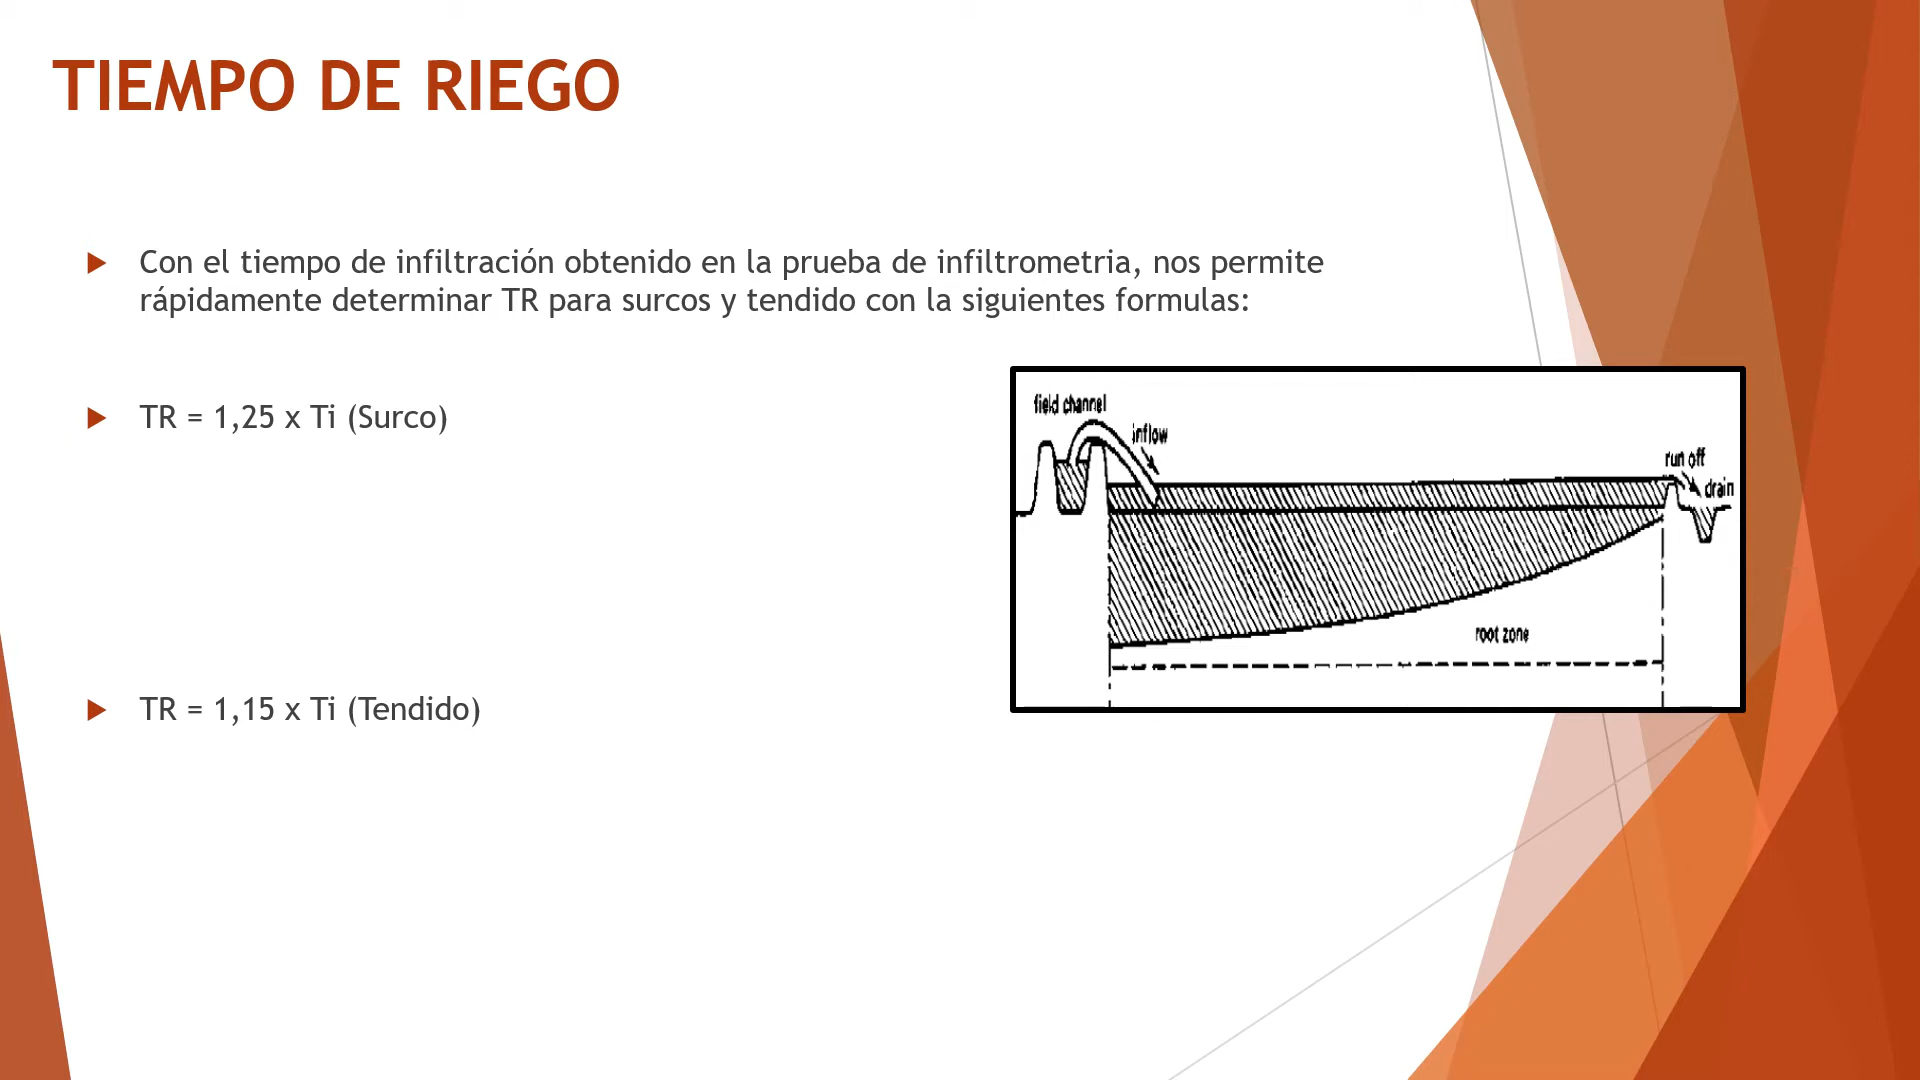 TIEMPO DE RIEGO
Con el tiempo de infiltración obtenido en la prueba de infiltrometria, nos permite
rápidamente determinar TR para surcos y tendido con la siguientes formulas:
TR = 1,25 x Ti (Surco)
field channel
inflow
run off
drain
root zone
TR = 1,15 x Ti (Tendido)